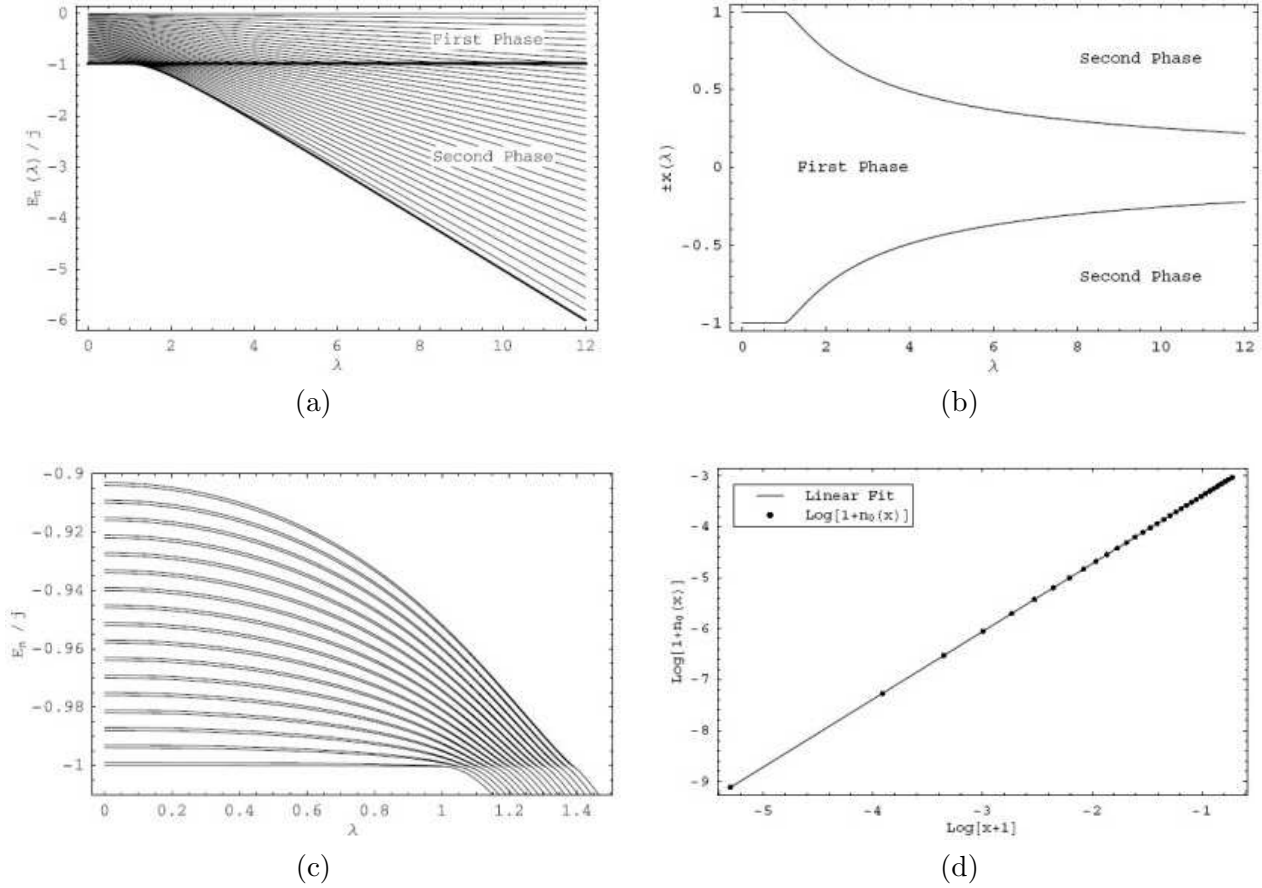 0
-1
-2
-3
-4
-5
-6
E_n (λ) / j
First Phase
Second Phase
0 2 4 6 8 10 12
λ
(a)
1
0.5
0
-0.5
-1
±x(λ)
Second Phase
First Phase
Second Phase
0 2 4 6 8 10 12
λ
(b)
-0.9
-0.92
-0.94
-0.96
-0.98
-1
E_n / j
0 0.2 0.4 0.6 0.8 1 1.2 1.4
λ
(c)
-3
-4
-5
-6
-7
-8
-9
Log[1+n_0(x)]
Linear Fit
Log[1+n_0(x)]
-5 -4 -3 -2 -1
Log[x+1]
(d)